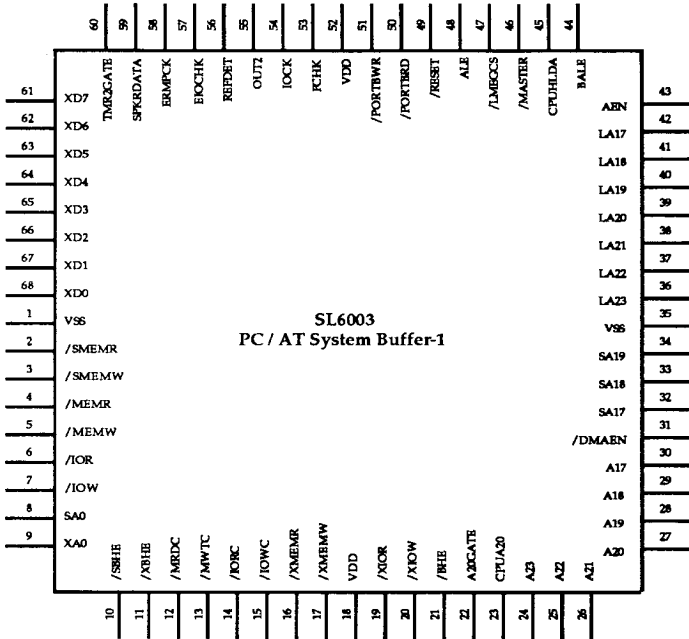 60 59 58 57 56 55 54 53 52 51 50 49 48 47 46 45 44
TMR2GATE SPKRDATA ERMPCK EIOCHK REFDET OUT2 IOCK PCHK VDD /PORTBWR /PORTBRD /RESET ALE /LMEGCS /MASTER CPUHLDA BALE
61 XD7
62 XD6
63 XD5
64 XD4
65 XD3
66 XD2
67 XD1
68 XD0
1 VSS
2 /SMEMR
3 /SMEMW
4 /MEMR
5 /MEMW
6 /IOR
7 /IOW
8 SA0
9 XA0
SL6003
PC / AT System Buffer-1
AEN 43
LA17 42
LA18 41
LA19 40
LA20 39
LA21 38
LA22 37
LA23 36
VSS 35
SA19 34
SA18 33
SA17 32
/DMAEN 31
A17 30
A18 29
A19 28
A20 27
/SBHE /XBHE /MRDC /MWTC /IORC /IOWC /XMEMR /XMEMW VDD /XIOR /XIOW /BHE A20GATE CPUA20 A23 A22 A21
10 11 12 13 14 15 16 17 18 19 20 21 22 23 24 25 26